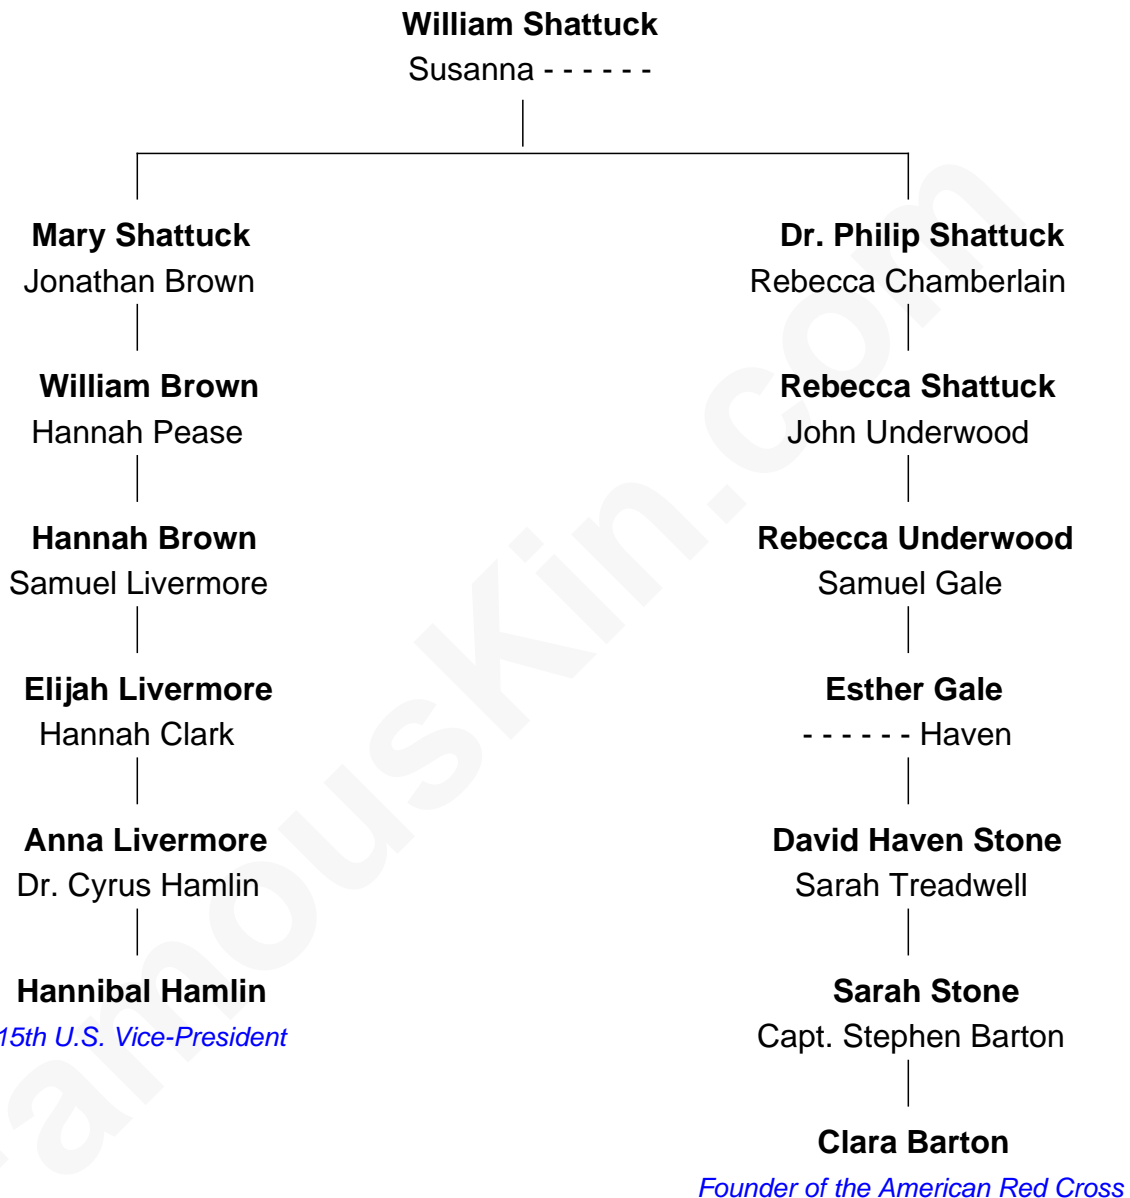 William Shattuck
Susanna - - - - - -
Mary Shattuck
Jonathan Brown
Dr. Philip Shattuck
Rebecca Chamberlain
William Brown
Hannah Pease
Rebecca Shattuck
John Underwood
Hannah Brown
Samuel Livermore
Rebecca Underwood
Samuel Gale
Elijah Livermore
Hannah Clark
Esther Gale
- - - - - - Haven
Anna Livermore
Dr. Cyrus Hamlin
David Haven Stone
Sarah Treadwell
Hannibal Hamlin
15th U.S. Vice-President
Sarah Stone
Capt. Stephen Barton
Clara Barton
Founder of the American Red Cross
famouskin.com